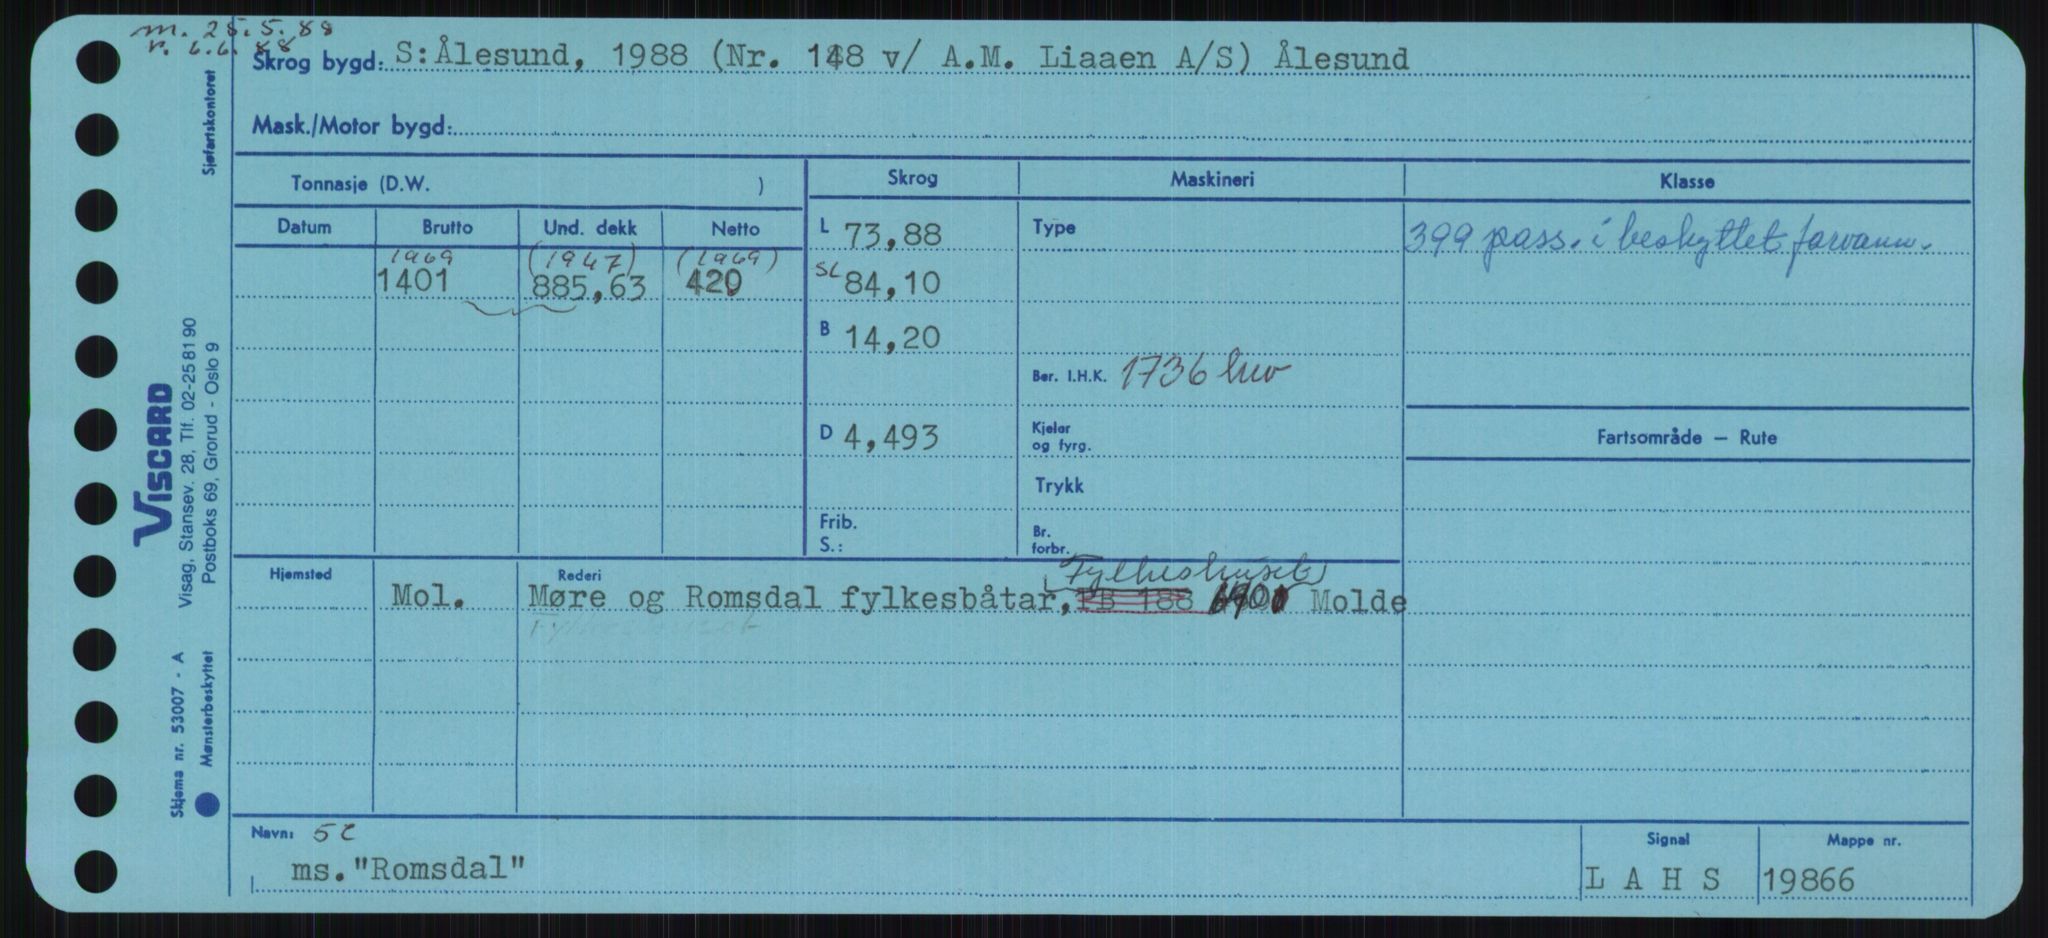 m. 25.5.88
r. 6.6.88
Skrog bygd: S:Ålesund, 1988 (Nr. 148 v/ A.M. Liaaen A/S) Ålesund
Mask./Motor bygd:
Sjøfartskontoret
VISCARD
Visag, Stansev. 28, Tlf. 02-25 81 90
Postboks 69, Grorud - Oslo 9
Skjema nr. 53007 - A
Mønsterbeskyttet
Tonnasje (D.W. )
Skrog Maskineri Klasse
Datum Brutto Und. dekk Netto
1969 (1947) (1969)
1401 885,63 420
L 73,88
SL 84,10
B 14,20
D 4,493
Frib.
S.:
Type
Ber. I.H.K. 1736 kw
Kjeler
og fyrg.
Trykk
Br.
forbr.
399 pass. i beskyttet farvann.
Fartsområde — Rute
Hjemsted Rederi
Fylkeshuset
Mol. Møre og Romsdal fylkesbåtar, PB 188 6400 Molde
Fylkeshuset
Navn: 52
ms."Romsdal"
Signal
L A H S
Mappe nr.
19866